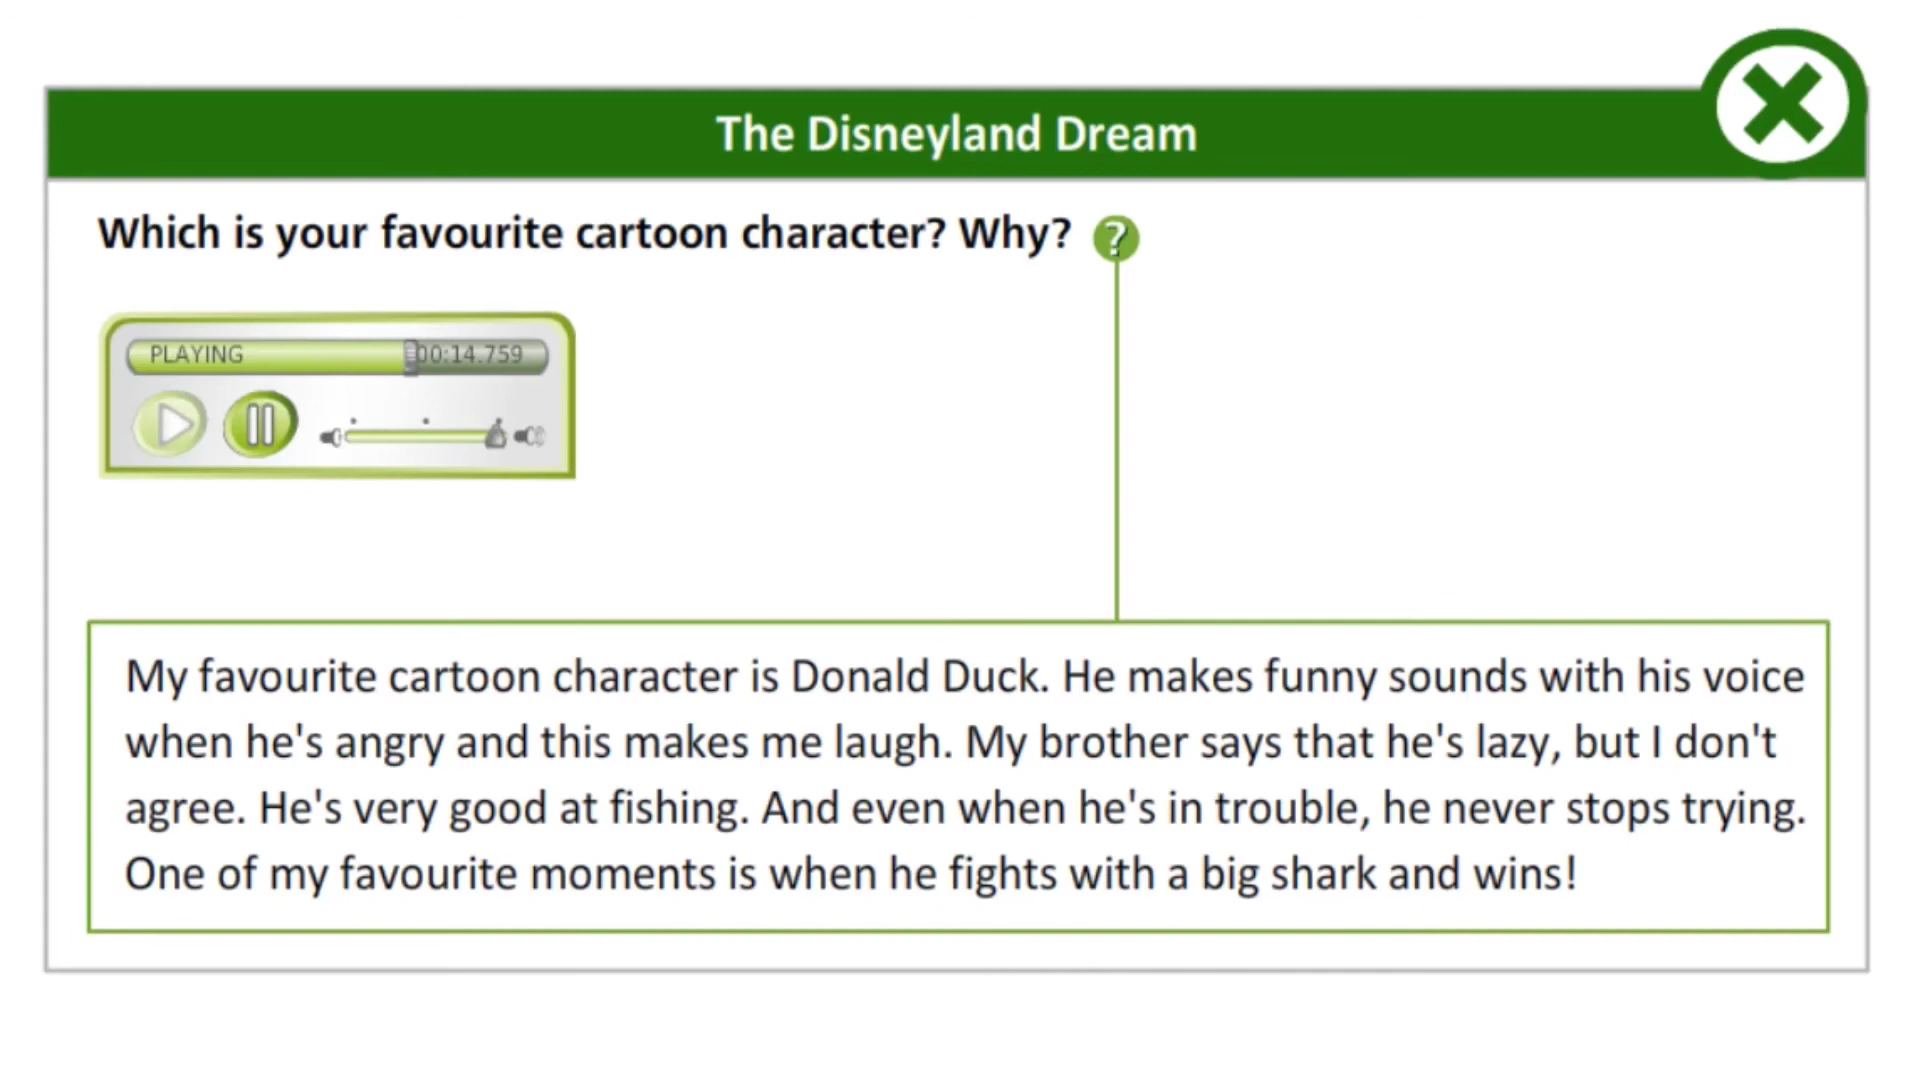 The Disneyland Dream
Which is your favourite cartoon character? Why? ?
PLAYING 00:14.759
My favourite cartoon character is Donald Duck. He makes funny sounds with his voice
when he's angry and this makes me laugh. My brother says that he's lazy, but I don't
agree. He's very good at fishing. And even when he's in trouble, he never stops trying.
One of my favourite moments is when he fights with a big shark and wins!